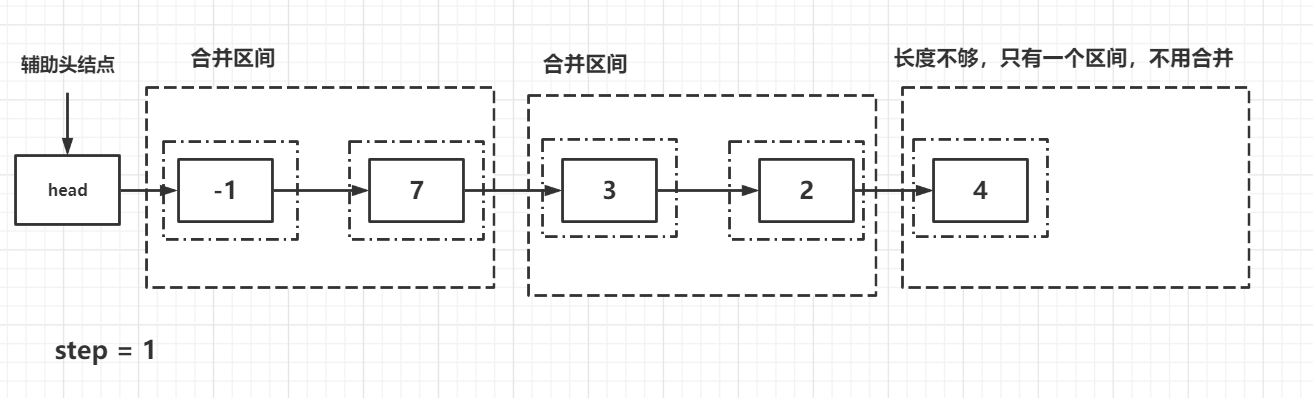 辅助头结点
合并区间
合并区间
长度不够，只有一个区间，不用合并
head
-1
7
3
2
4
step = 1